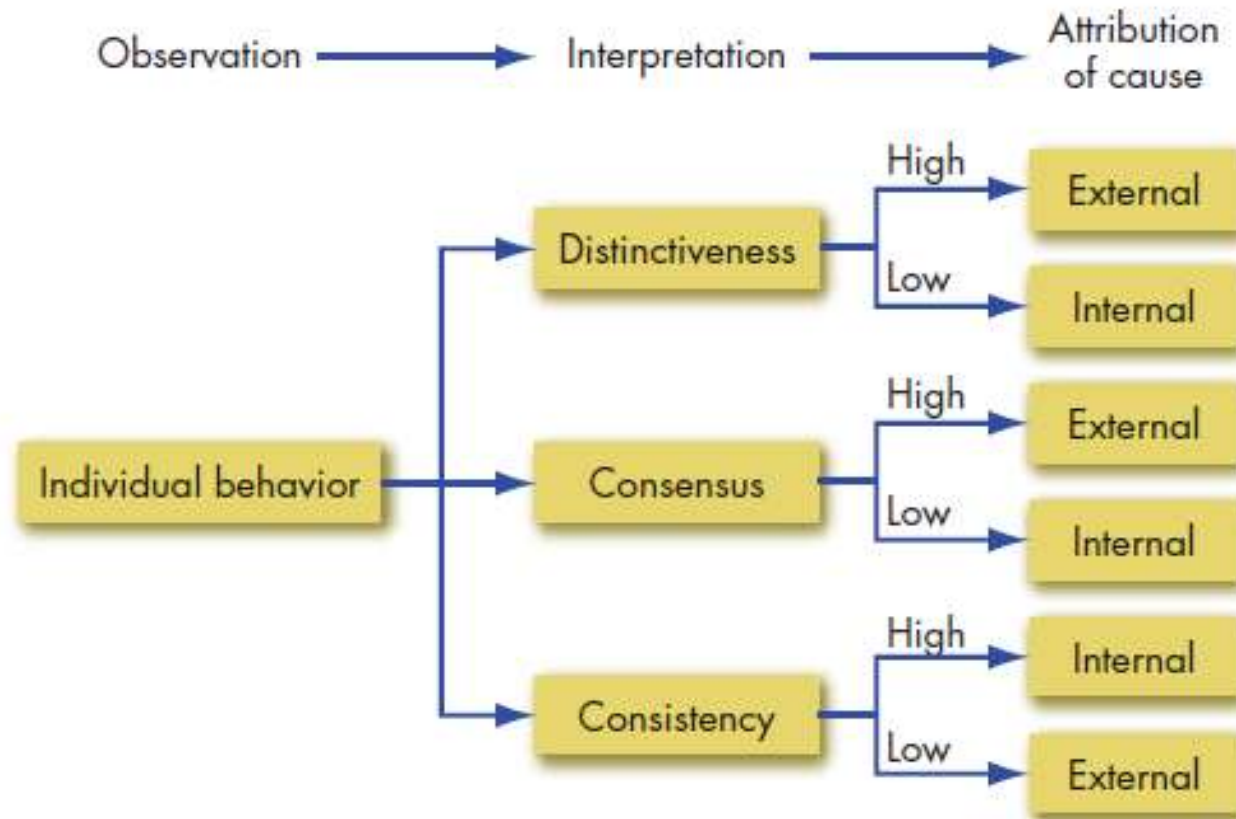 Observation
Interpretation
Attribution
of cause
High
External
Distinctiveness
Low
Internal
High
External
Individual behavior
Consensus
Low
Internal
High
Internal
Consistency
Low
External